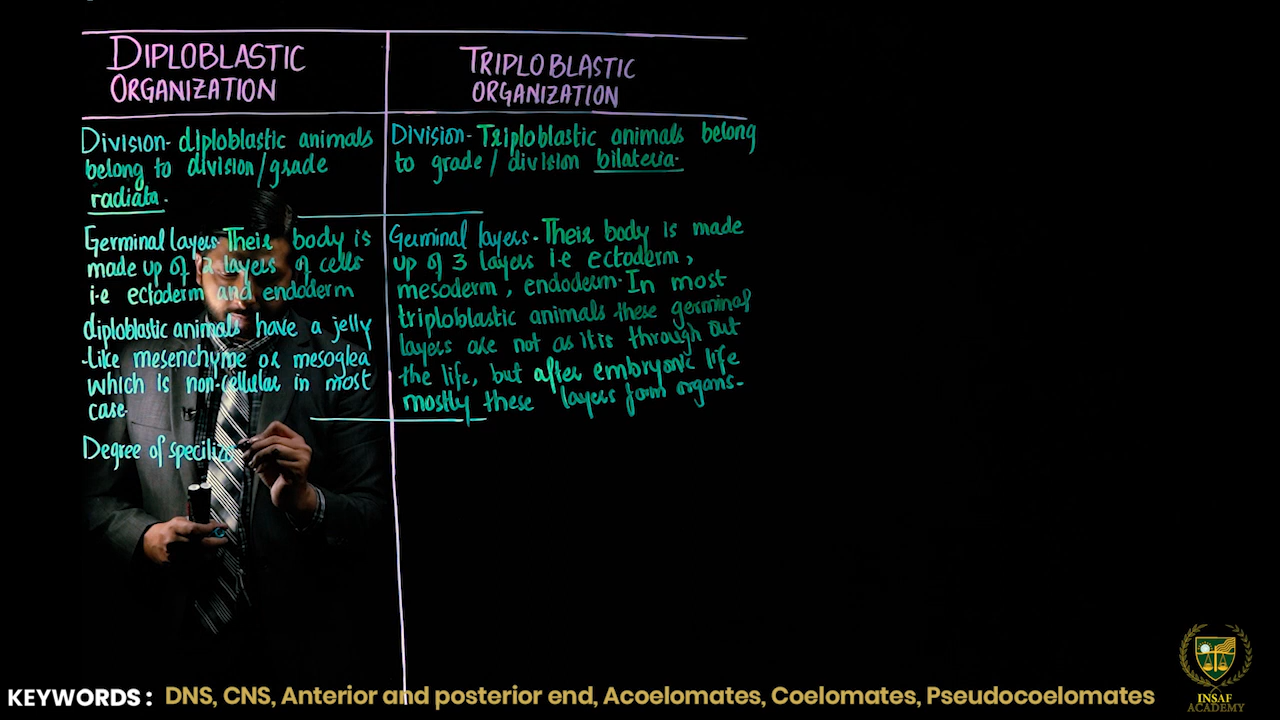 DIPLOBLASTIC
ORGANIZATION
Division- diploblastic animals
belong to division/grade
radiata.
Germinal layers- Their body is
made up of 2 layers of cells
i.e ectoderm and endoderm
diploblastic animals have a jelly
-like mesenchyme or mesoglea
which is non-cellular in most
case.
Degree of speciliz
TRIPLOBLASTIC
ORGANIZATION
Division- Triploblastic animals belong
to grade / division bilateria.
Germinal layers. Their body is made
up of 3 layers i.e ectoderm,
mesoderm, endoderm. In most
triploblastic animals these germinal
layers are not as it is through out
the life, but after embryonic life
mostly these layers form organs.
KEYWORDS : DNS, CNS, Anterior and posterior end, Acoelomates, Coelomates, Pseudocoelomates
INSAF
ACADEMY